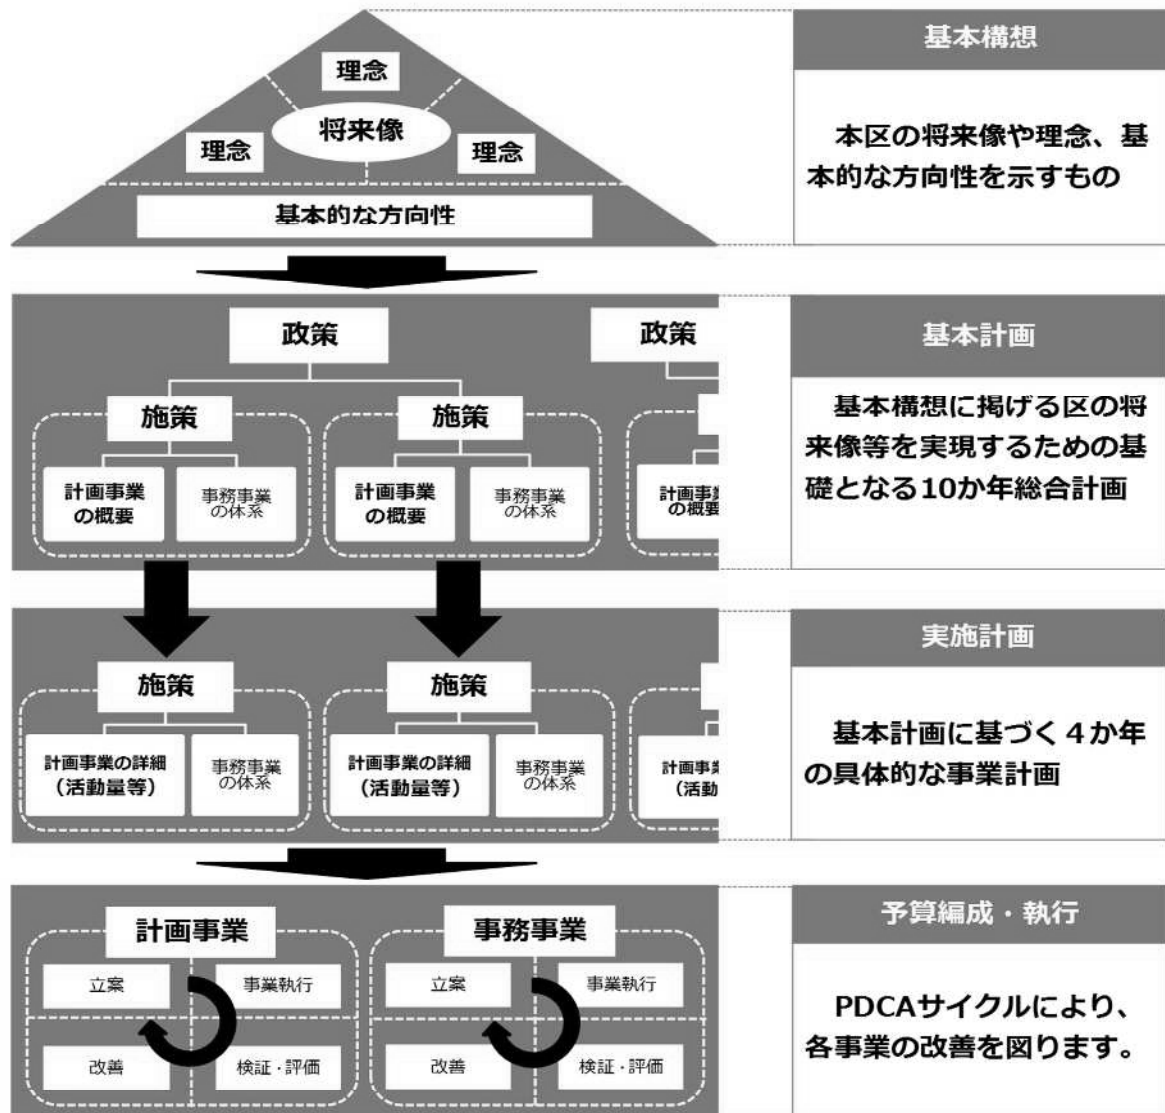 理念
将来像
理念
理念
基本的な方向性
基本構想
本区の将来像や理念、基
本的な方向性を示すもの
政策
政策
施策
施策
計画事業
の概要
事務事業
の体系
計画事業
の概要
事務事業
の体系
計画事
の概要
基本計画
基本構想に掲げる区の将
来像等を実現するための基
礎となる10か年総合計画
施策
施策
計画事業の詳細
（活動量等）
事務事業
の体系
計画事業の詳細
（活動量等）
事務事業
の体系
計画事
（活動
実施計画
基本計画に基づく４か年
の具体的な事業計画
計画事業
立案
事業執行
改善
検証・評価
事務事業
立案
事業執行
改善
検証・評価
予算編成・執行
PDCAサイクルにより、
各事業の改善を図ります。